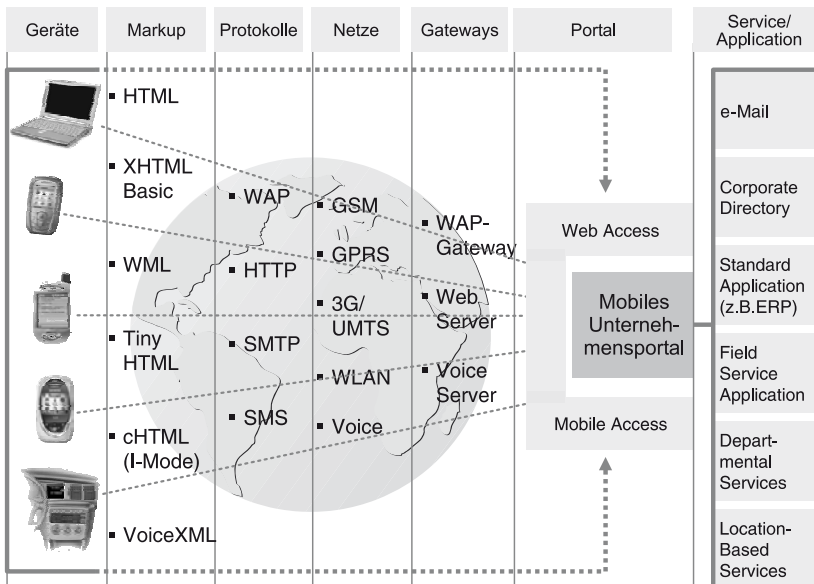 Geräte
Markup
Protokolle
Netze
Gateways
Portal
Service/
Application
HTML
XHTML
Basic
WML
Tiny
HTML
cHTML
(I-Mode)
VoiceXML
WAP
HTTP
SMTP
SMS
GSM
GPRS
3G/
UMTS
WLAN
Voice
WAP-
Gateway
Web
Server
Voice
Server
Web Access
Mobiles
Unterneh-
mensportal
Mobile Access
e-Mail
Corporate
Directory
Standard
Application
(z.B.ERP)
Field
Service
Application
Depart-
mental
Services
Location-
Based
Services